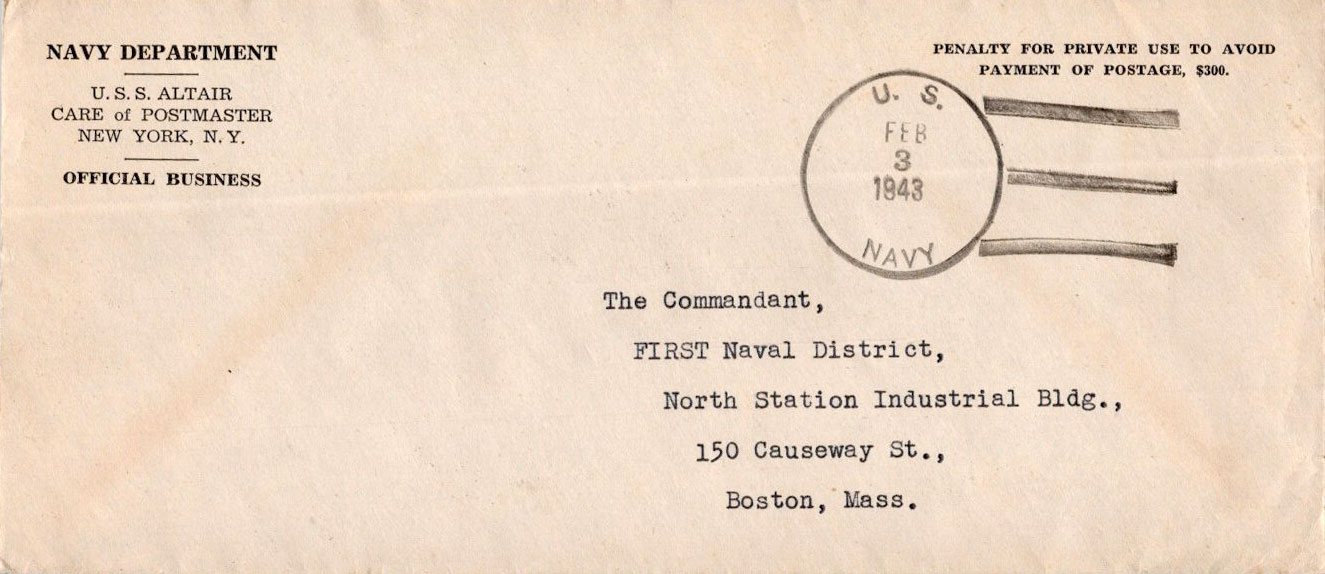 NAVY DEPARTMENT
U. S. S. ALTAIR
CARE of POSTMASTER
NEW YORK, N. Y.
OFFICIAL BUSINESS
PENALTY FOR PRIVATE USE TO AVOID
PAYMENT OF POSTAGE, $300.
U. S.
FEB
3
1943
NAVY
The Commandant,
FIRST Naval District,
North Station Industrial Bldg.,
150 Causeway St.,
Boston, Mass.